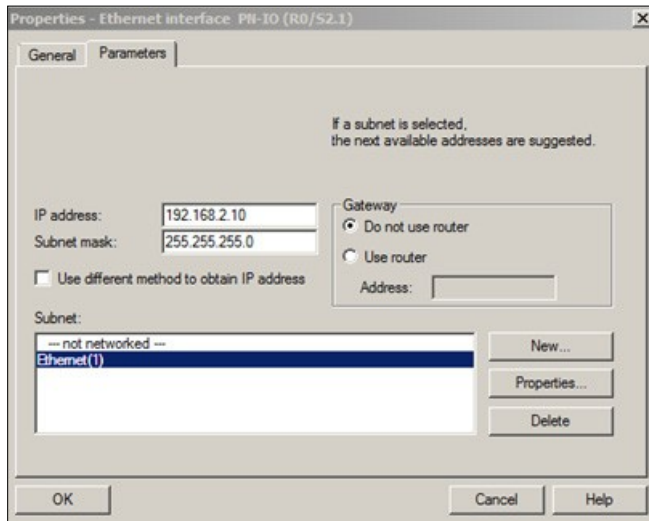 Properties - Ethernet interface PN-IO (R0/S2.1)
General
Parameters
If a subnet is selected,
the next available addresses are suggested.
IP address:
192.168.2.10
Subnet mask:
255.255.255.0
Use different method to obtain IP address
Gateway
Do not use router
Use router
Address:
Subnet:
--- not networked ---
Ethernet(1)
New...
Properties...
Delete
OK
Cancel
Help